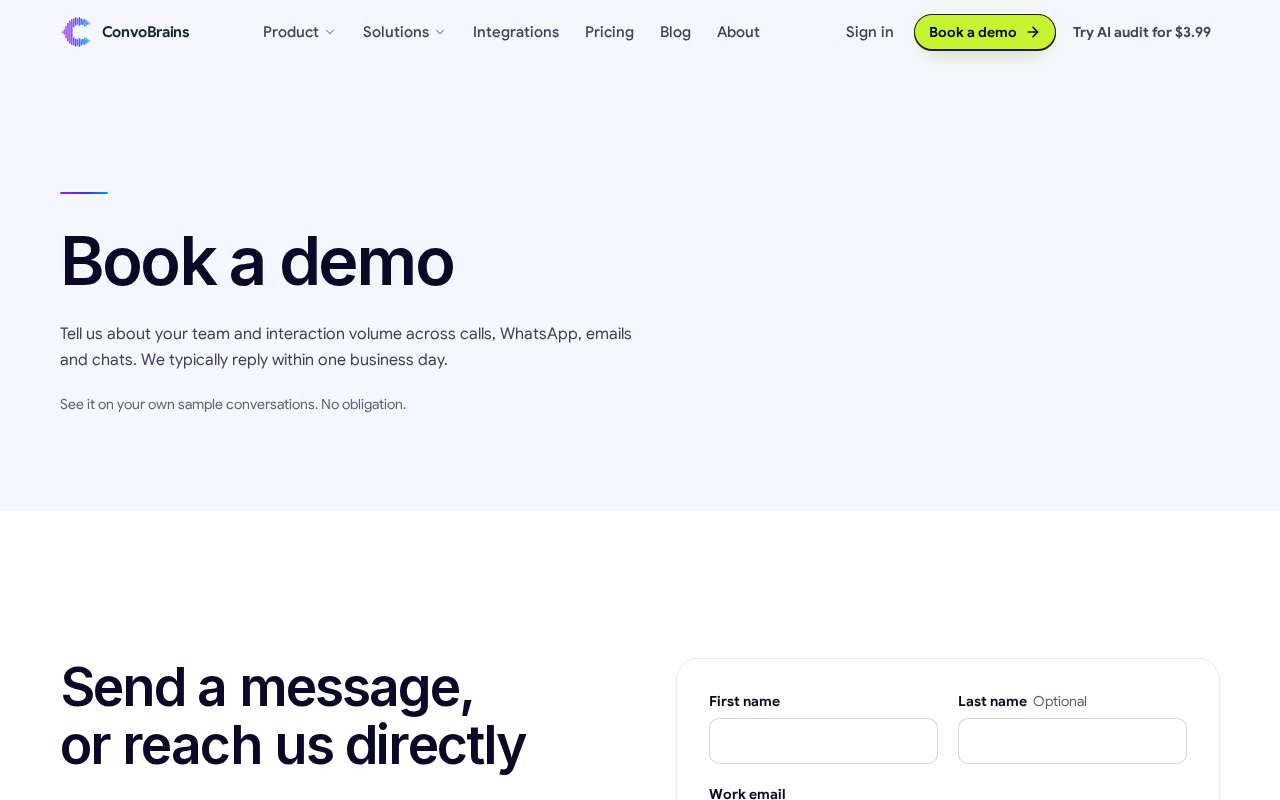 ConvoBrains
Product
Solutions
Integrations
Pricing
Blog
About
Sign in
Book a demo
Try AI audit for $3.99
Book a demo
Tell us about your team and interaction volume across calls, WhatsApp, emails
and chats. We typically reply within one business day.
See it on your own sample conversations. No obligation.
Send a message,
or reach us directly
First name
Last name Optional
Work email